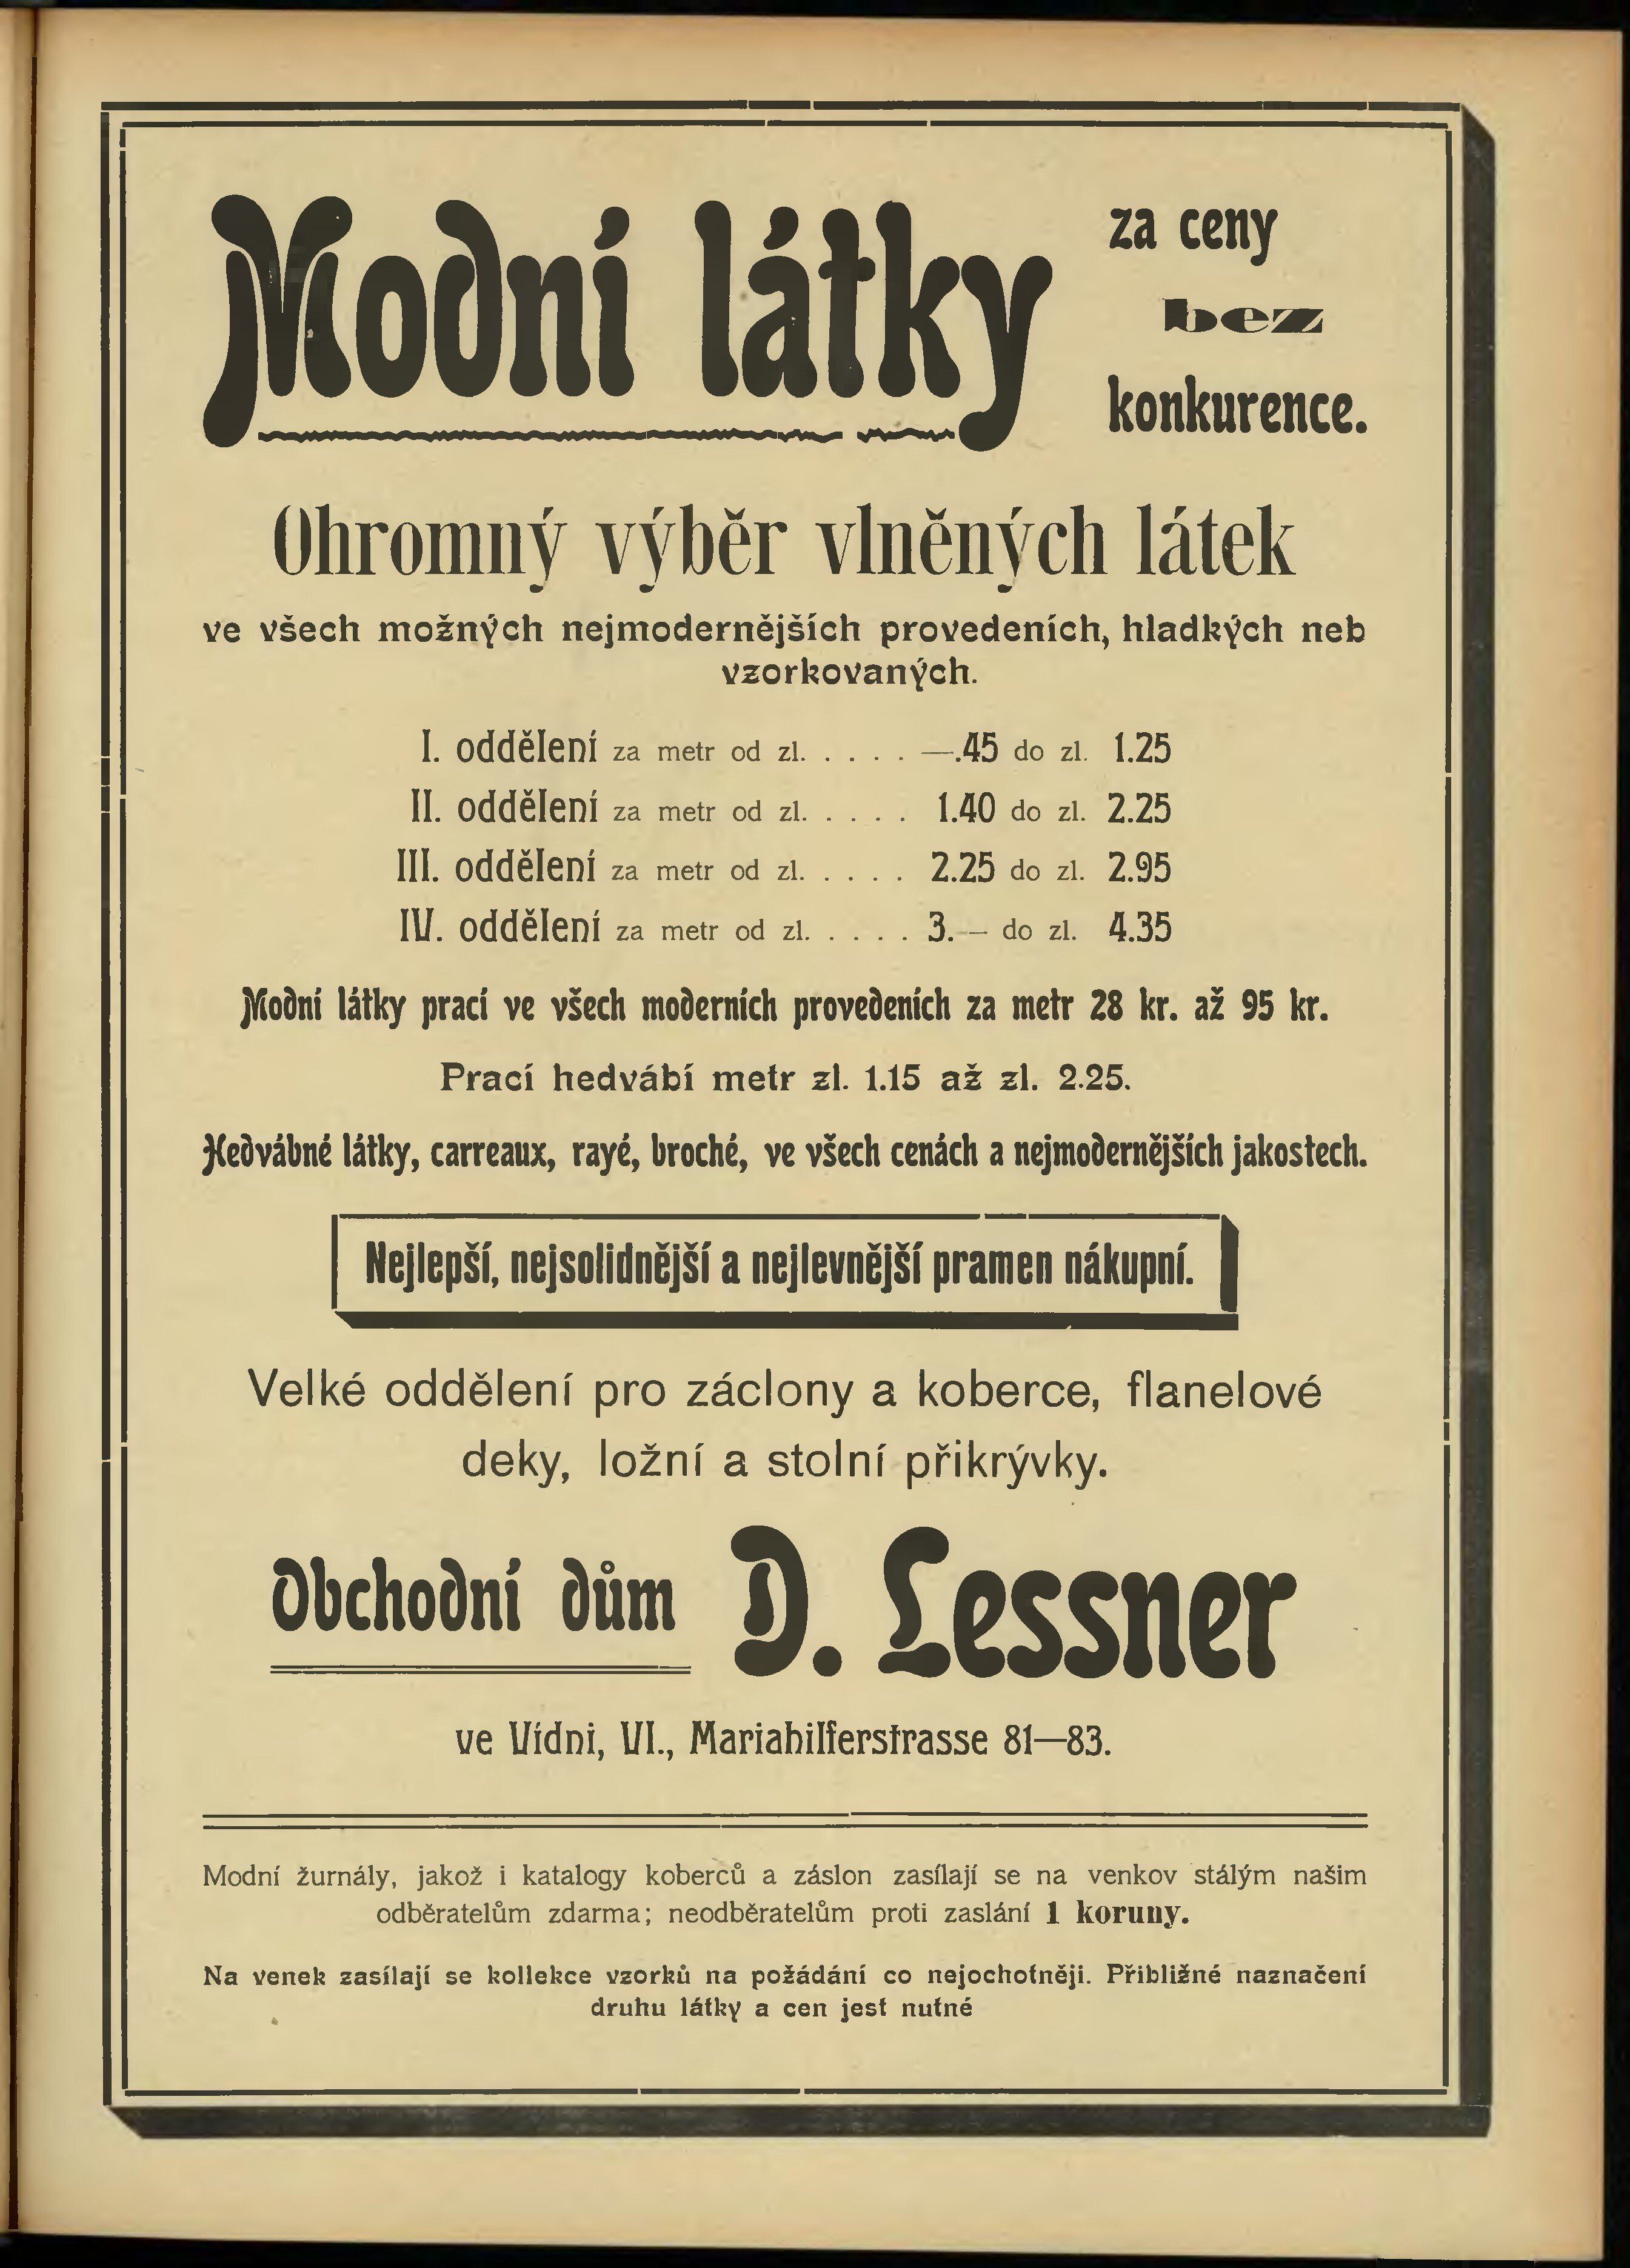 Modní látky
za ceny
bez
konkurence.
Ohromný výběr vlněných látek
ve všech možných nejmodernějších provedeních, hladkých neb
vzorkovaných.
I. oddělení za metr od zl. . . . . —.45 do zl. 1.25
II. oddělení za metr od zl. . . . . 1.40 do zl. 2.25
III. oddělení za metr od zl. . . . . 2.25 do zl. 2.95
IV. oddělení za metr od zl. . . . . 3.— do zl. 4.35
Modní látky prací ve všech moderních provedeních za metr 28 kr. až 95 kr.
Prací hedvábí metr zl. 1.15 až zl. 2.25.
Hedvábné látky, carreaux, rayé, broché, ve všech cenách a nejmodernějších jakostech.
Nejlepší, nejsolidnější a nejlevnější pramen nákupní.
Velké oddělení pro záclony a koberce, flanelové
deky, ložní a stolní přikrývky.
Obchodní dům D. Lessner
ve Vídni, VI., Mariahilferstrasse 81—83.
Modní žurnály, jakož i katalogy koberců a záslon zasílají se na venkov stálým našim
odběratelům zdarma; neodběratelům proti zaslání 1 koruny.
Na venek zasílají se kollekce vzorků na požádání co nejochotněji. Přibližné naznačení
druhu látky a cen jest nutné